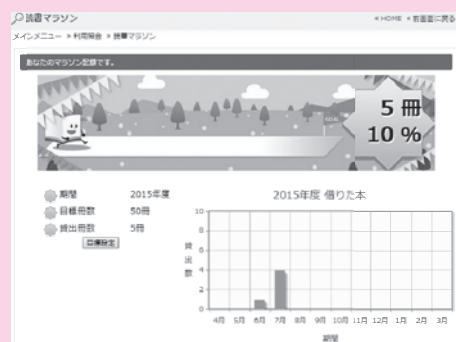 読書マラソン
◀ HOME ◀ 前画面に戻る
メインメニュー ▶ 利用照会 ▶ 読書マラソン
あなたのマラソン記録です。
GOAL
5 冊
10 %
期間 2015年度
目標冊数 50冊
貸出冊数 5冊
目標設定
2015年度 借りた本
貸出数
10
8
6
4
2
0
4月 5月 6月 7月 8月 9月 10月 11月 12月 1月 2月 3月
期間